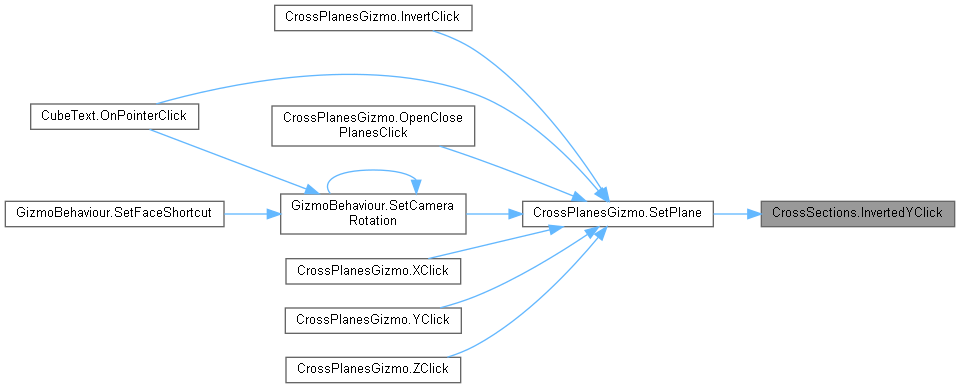 CrossPlanesGizmo.InvertClick
CubeText.OnPointerClick
CrossPlanesGizmo.OpenClose
PlanesClick
GizmoBehaviour.SetFaceShortcut
GizmoBehaviour.SetCamera
Rotation
CrossPlanesGizmo.SetPlane
CrossSections.InvertedYClick
CrossPlanesGizmo.XClick
CrossPlanesGizmo.YClick
CrossPlanesGizmo.ZClick